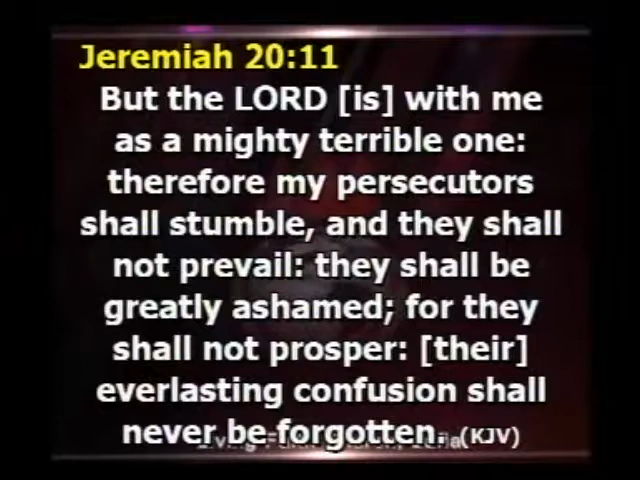 Jeremiah 20:11
But the LORD [is] with me
as a mighty terrible one:
therefore my persecutors
shall stumble, and they shall
not prevail: they shall be
greatly ashamed; for they
shall not prosper: [their]
everlasting confusion shall
never be forgotten. (KJV)